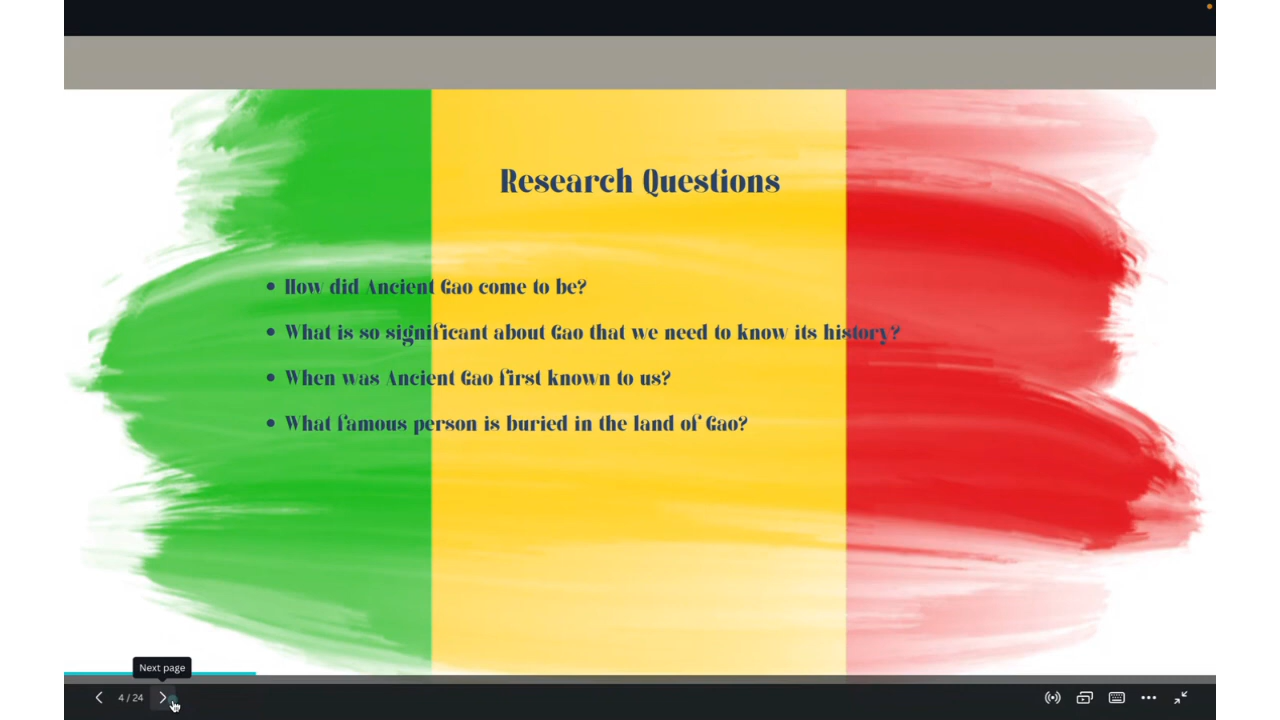 Research Questions
• How did Ancient Gao come to be?
• What is so significant about Gao that we need to know its history?
• When was Ancient Gao first known to us?
• What famous person is buried in the land of Gao?
Next page
4 / 24